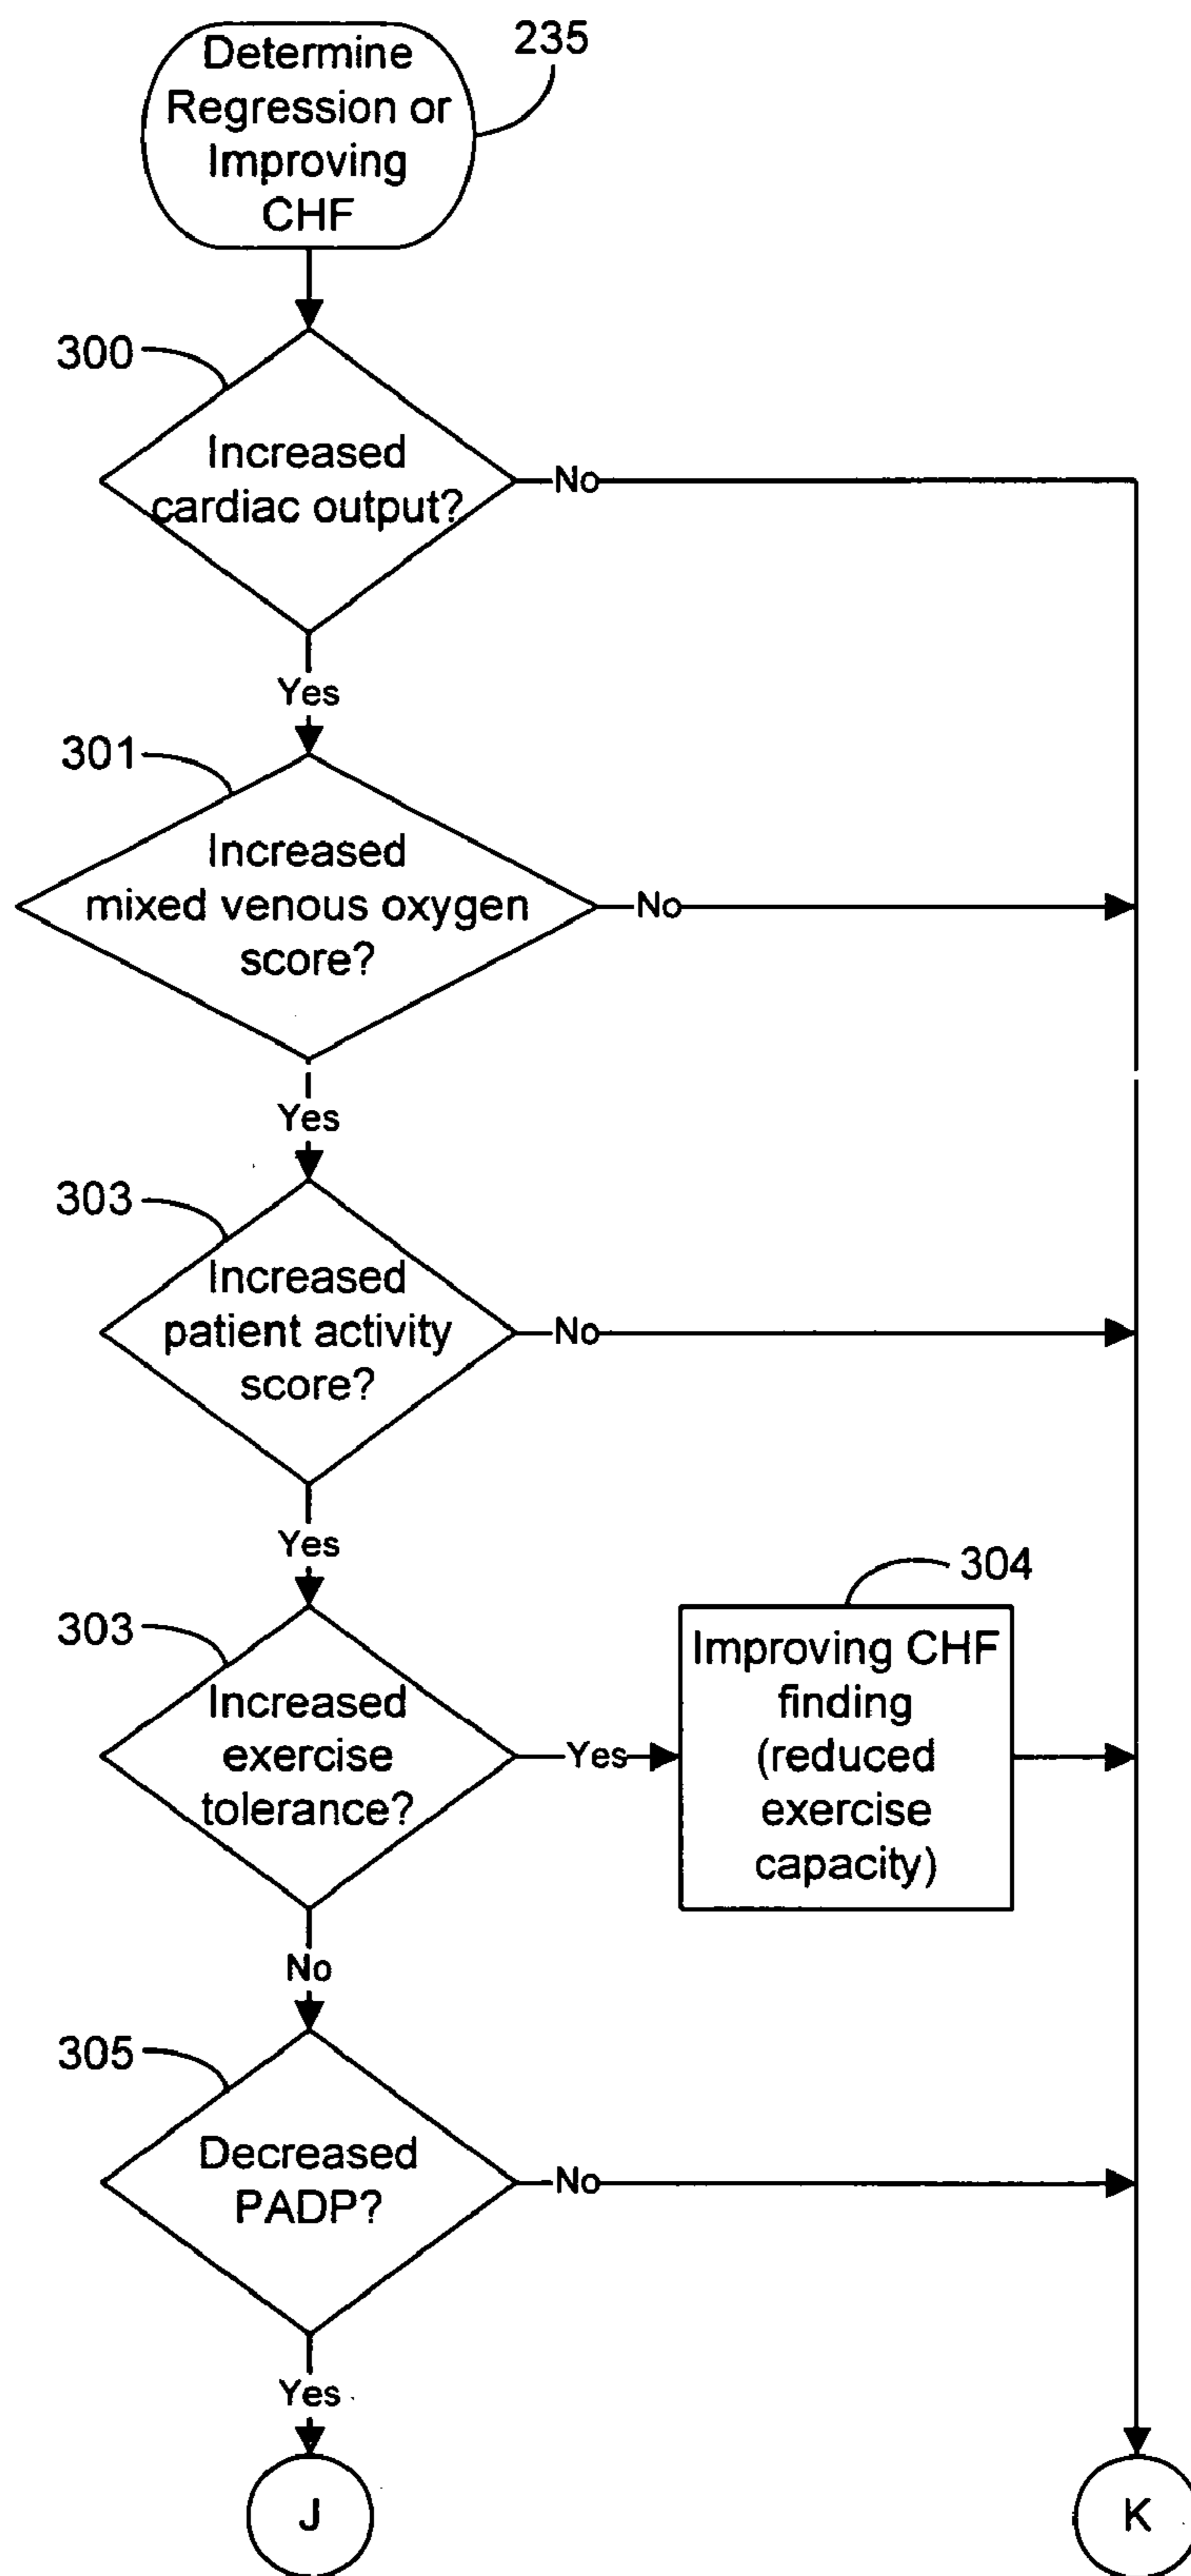 Determine
Regression or
Improving
CHF
235
300
Increased
cardiac output?
No
Yes
301
Increased
mixed venous oxygen
score?
No
Yes
303
Increased
patient activity
score?
No
Yes
303
Increased
exercise
tolerance?
Yes
304
Improving CHF
finding
(reduced
exercise
capacity)
No
305
Decreased
PADP?
No
Yes
J
K